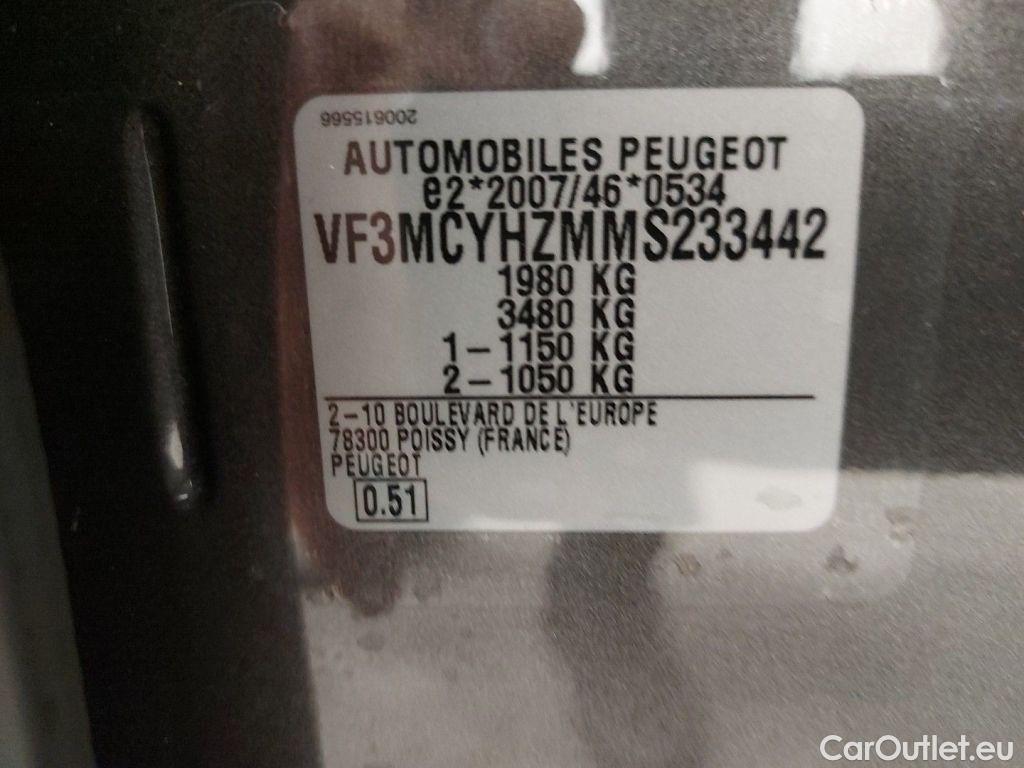 200615566
AUTOMOBILES PEUGEOT
e2*2007/46*0534
VF3MCYHZMMS233442
1980 KG
3480 KG
1-1150 KG
2-1050 KG
2-10 BOULEVARD DE L'EUROPE
78300 POISSY (FRANCE)
PEUGEOT
0.51
CarOutlet.eu